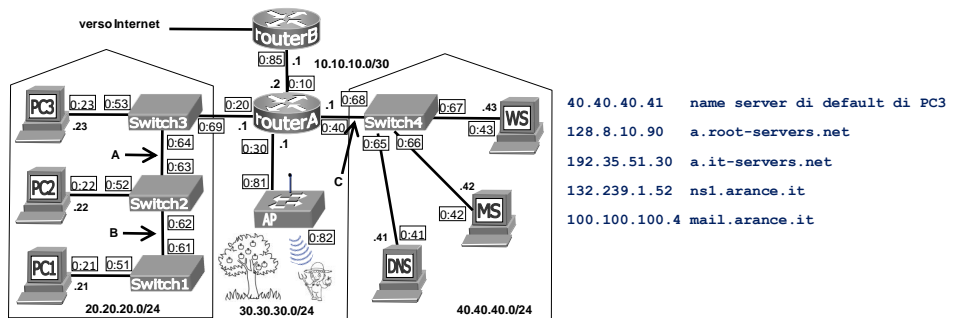 verso Internet
routerB
0:85
.1
10.10.10.0/30
.2
0:10
PC3
0:23
0:53
.23
Switch3
0:69
0:20
.1
routerA
.1
0:40
0:68
Switch4
0:67
.43
0:43
WS
0:64
A
0:63
0:30
.1
C
0:65
0:66
PC2
0:22
0:52
.22
Switch2
0:81
AP
0:82
.42
0:42
MS
0:62
B
0:61
PC1
0:21
0:51
.21
Switch1
.41
0:41
DNS
20.20.20.0/24
30.30.30.0/24
40.40.40.0/24
40.40.40.41 name server di default di PC3
128.8.10.90 a.root-servers.net
192.35.51.30 a.it-servers.net
132.239.1.52 ns1.arance.it
100.100.100.4 mail.arance.it